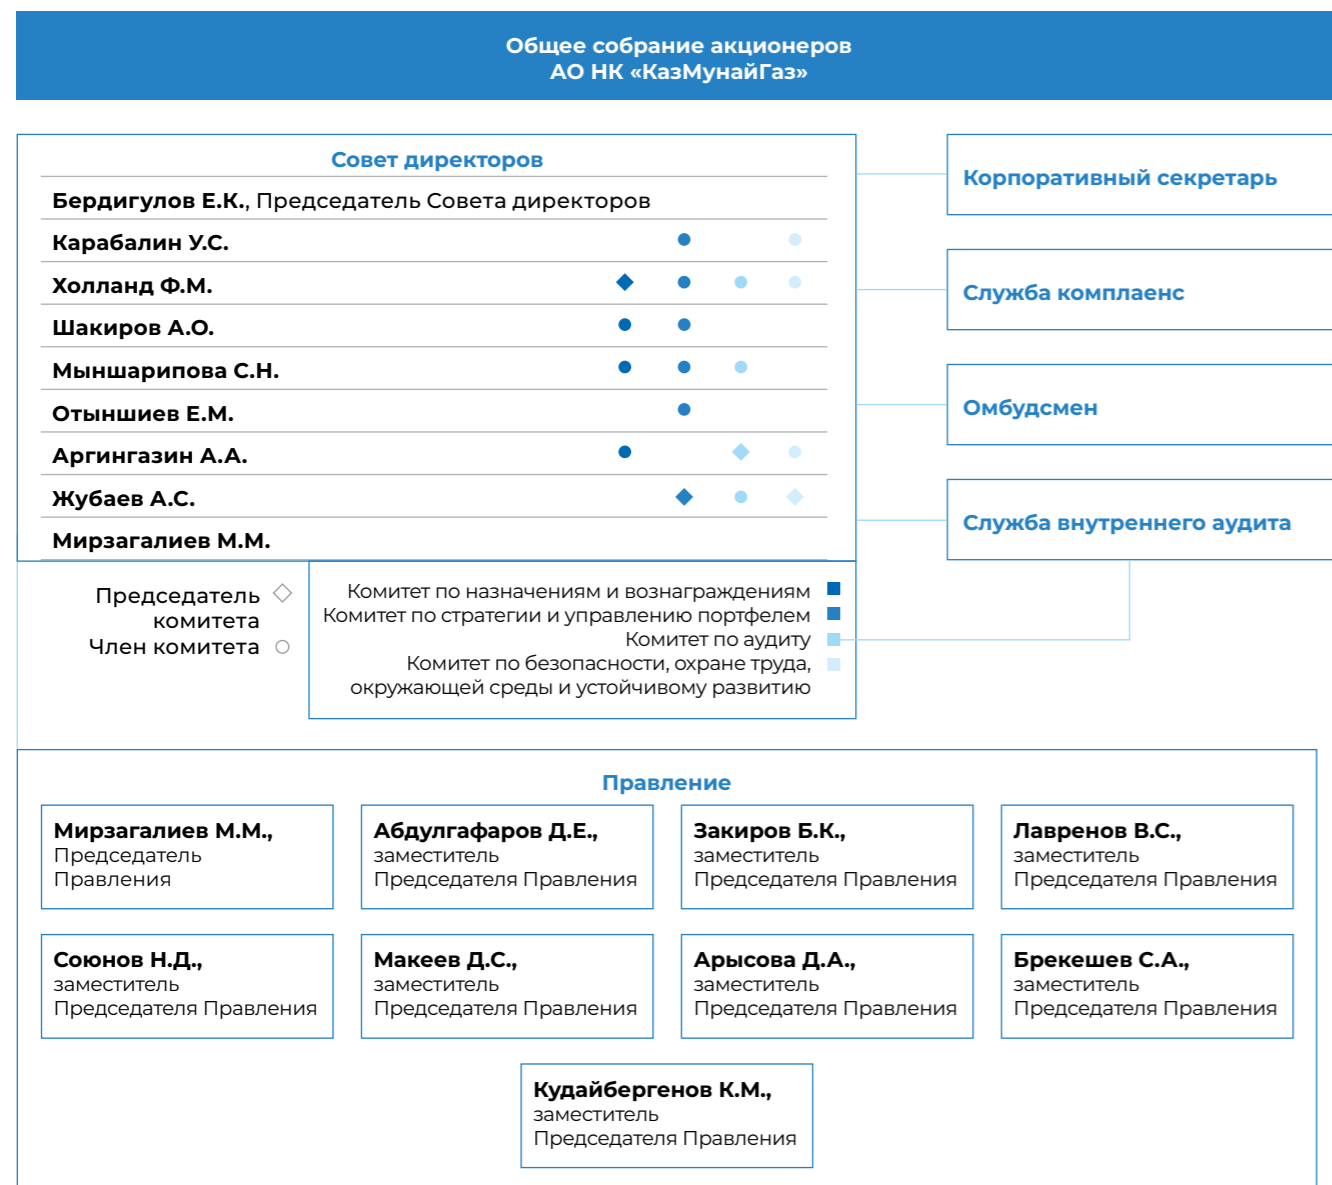 Общее собрание акционеров
АО НК «КазМунайГаз»
Совет директоров
Бердигулов Е.К., Председатель Совета директоров
Карабалин У.С.
Холланд Ф.М.
Шакиров А.О.
Мыншарипова С.Н.
Отыншиев Е.М.
Аргингазин А.А.
Жубаев А.С.
Мирзагалиев М.М.
Корпоративный секретарь
Служба комплаенс
Омбудсмен
Служба внутреннего аудита
Председатель
комитета
Член комитета
Комитет по назначениям и вознаграждениям
Комитет по стратегии и управлению портфелем
Комитет по аудиту
Комитет по безопасности, охране труда,
окружающей среды и устойчивому развитию
Правление
Мирзагалиев М.М.,
Председатель
Правления
Абдулгафаров Д.Е.,
заместитель
Председателя Правления
Закиров Б.К.,
заместитель
Председателя Правления
Лавренов В.С.,
заместитель
Председателя Правления
Союнов Н.Д.,
заместитель
Председателя Правления
Макеев Д.С.,
заместитель
Председателя Правления
Арысова Д.А.,
заместитель
Председателя Правления
Брекешев С.А.,
заместитель
Председателя Правления
Кудайбергенов К.М.,
заместитель
Председателя Правления